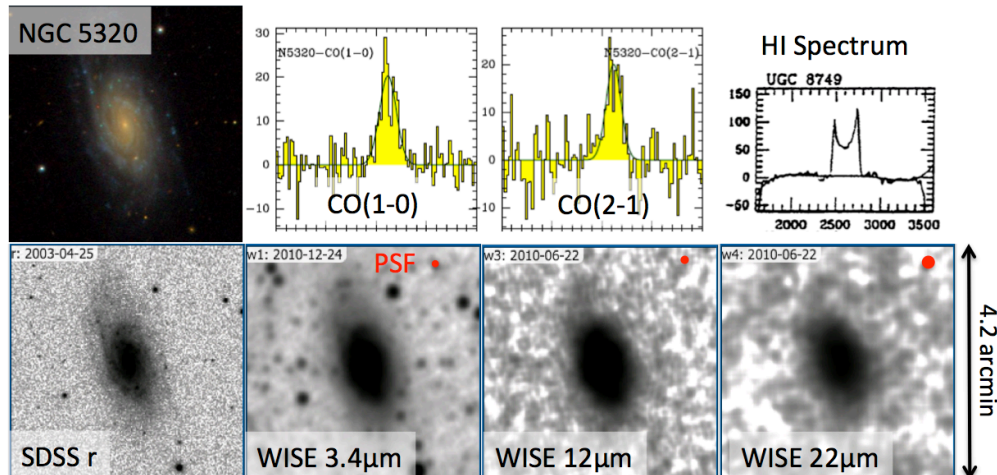 NGC 5320
30
20
10
0
-10
N5320-CO(1-0)
CO(1-0)
20
10
0
-10
N5320-CO(2-1)
CO(2-1)
HI Spectrum
UGC 8749
150
100
50
0
-50
2000
2500
3000
3500
r: 2003-04-25
SDSS r
w1: 2010-12-24
PSF
WISE 3.4μm
w3: 2010-06-22
WISE 12μm
w4: 2010-06-22
WISE 22μm
4.2 arcmin